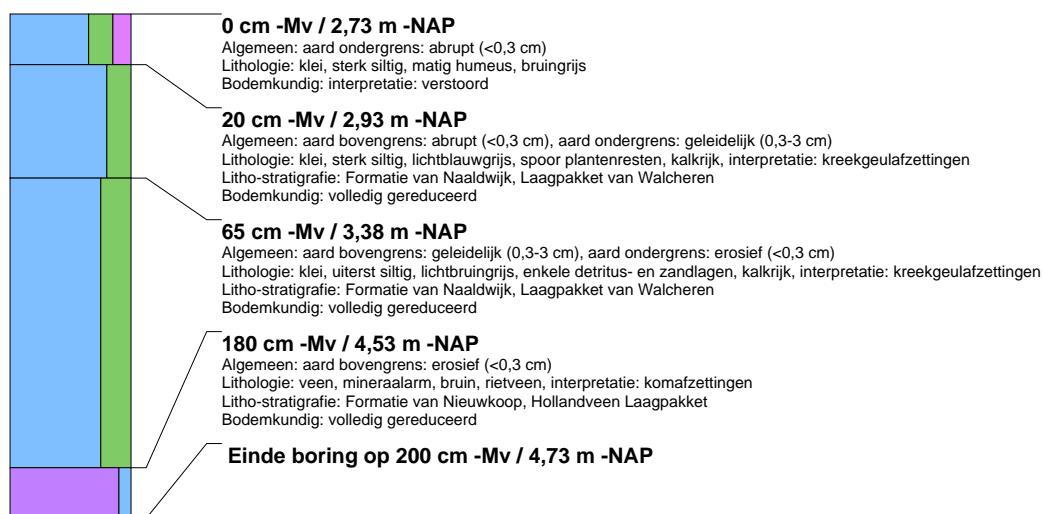 0 cm -Mv / 2,73 m -NAP
Algemeen: aard ondergrens: abrupt (<0,3 cm)
Lithologie: klei, sterk siltig, matig humeus, bruingrijs
Bodemkundig: interpretatie: verstoord
20 cm -Mv / 2,93 m -NAP
Algemeen: aard bovengrens: abrupt (<0,3 cm), aard ondergrens: geleidelijk (0,3-3 cm)
Lithologie: klei, sterk siltig, lichtblauwgrijs, spoor plantenresten, kalkrijk, interpretatie: kreekgeulafzettingen
Litho-stratigrafie: Formatie van Naaldwijk, Laagpakket van Walcheren
Bodemkundig: volledig gereduceerd
65 cm -Mv / 3,38 m -NAP
Algemeen: aard bovengrens: geleidelijk (0,3-3 cm), aard ondergrens: erosief (<0,3 cm)
Lithologie: klei, uiterst siltig, lichtbruingrijs, enkele detritus- en zandlagen, kalkrijk, interpretatie: kreekgeulafzettingen
Litho-stratigrafie: Formatie van Naaldwijk, Laagpakket van Walcheren
Bodemkundig: volledig gereduceerd
180 cm -Mv / 4,53 m -NAP
Algemeen: aard bovengrens: erosief (<0,3 cm)
Lithologie: veen, mineraalarm, bruin, rietveen, interpretatie: komafzettingen
Litho-stratigrafie: Formatie van Nieuwkoop, Hollandveen Laagpakket
Bodemkundig: volledig gereduceerd
Einde boring op 200 cm -Mv / 4,73 m -NAP